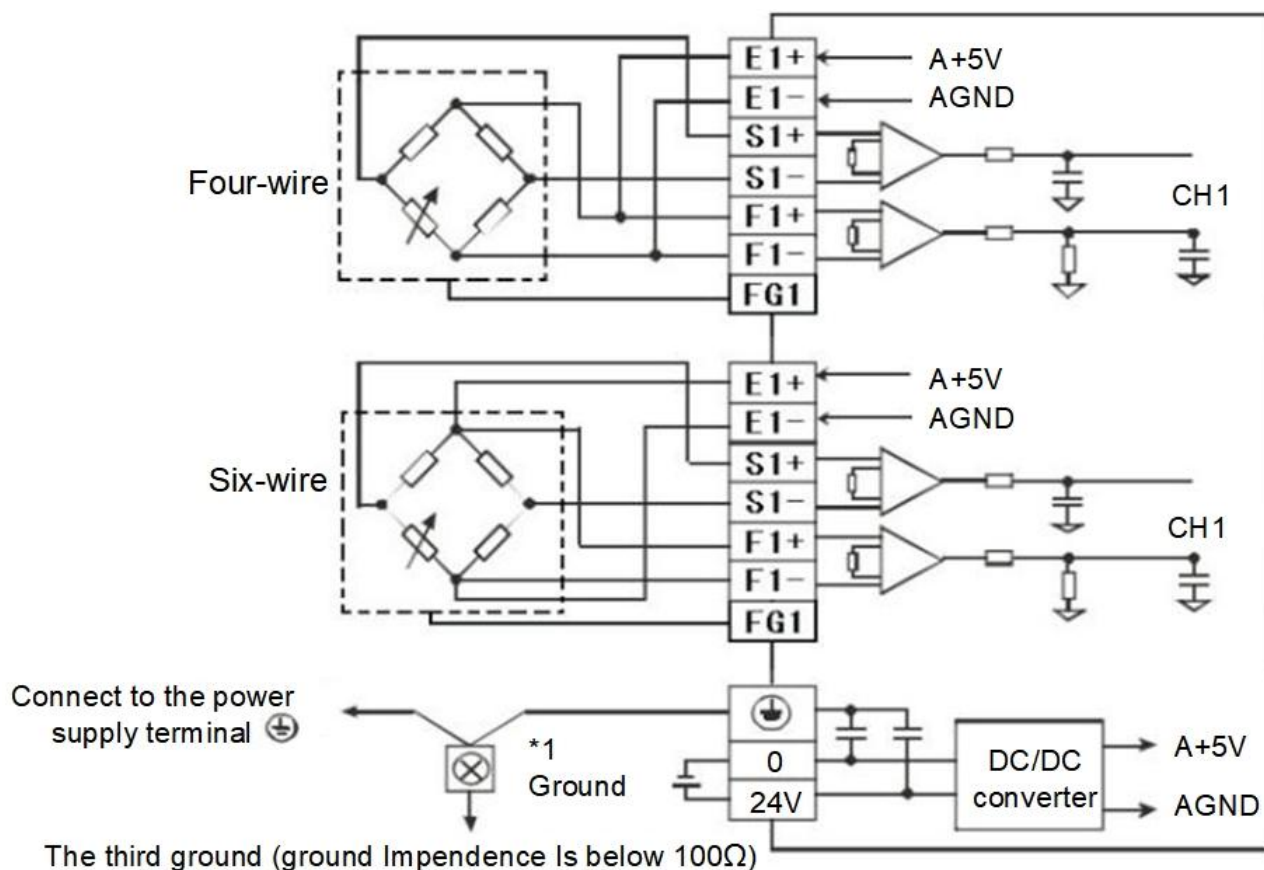 E1+
A+5V
E1-
AGND
S1+
Four-wire
S1-
CH1
F1+
F1-
FG1
E1+
A+5V
E1-
AGND
S1+
Six-wire
S1-
CH1
F1+
F1-
FG1
Connect to the power
supply terminal
*1
Ground
0
24V
DC/DC
converter
A+5V
AGND
The third ground (ground Impendence Is below 100Ω)